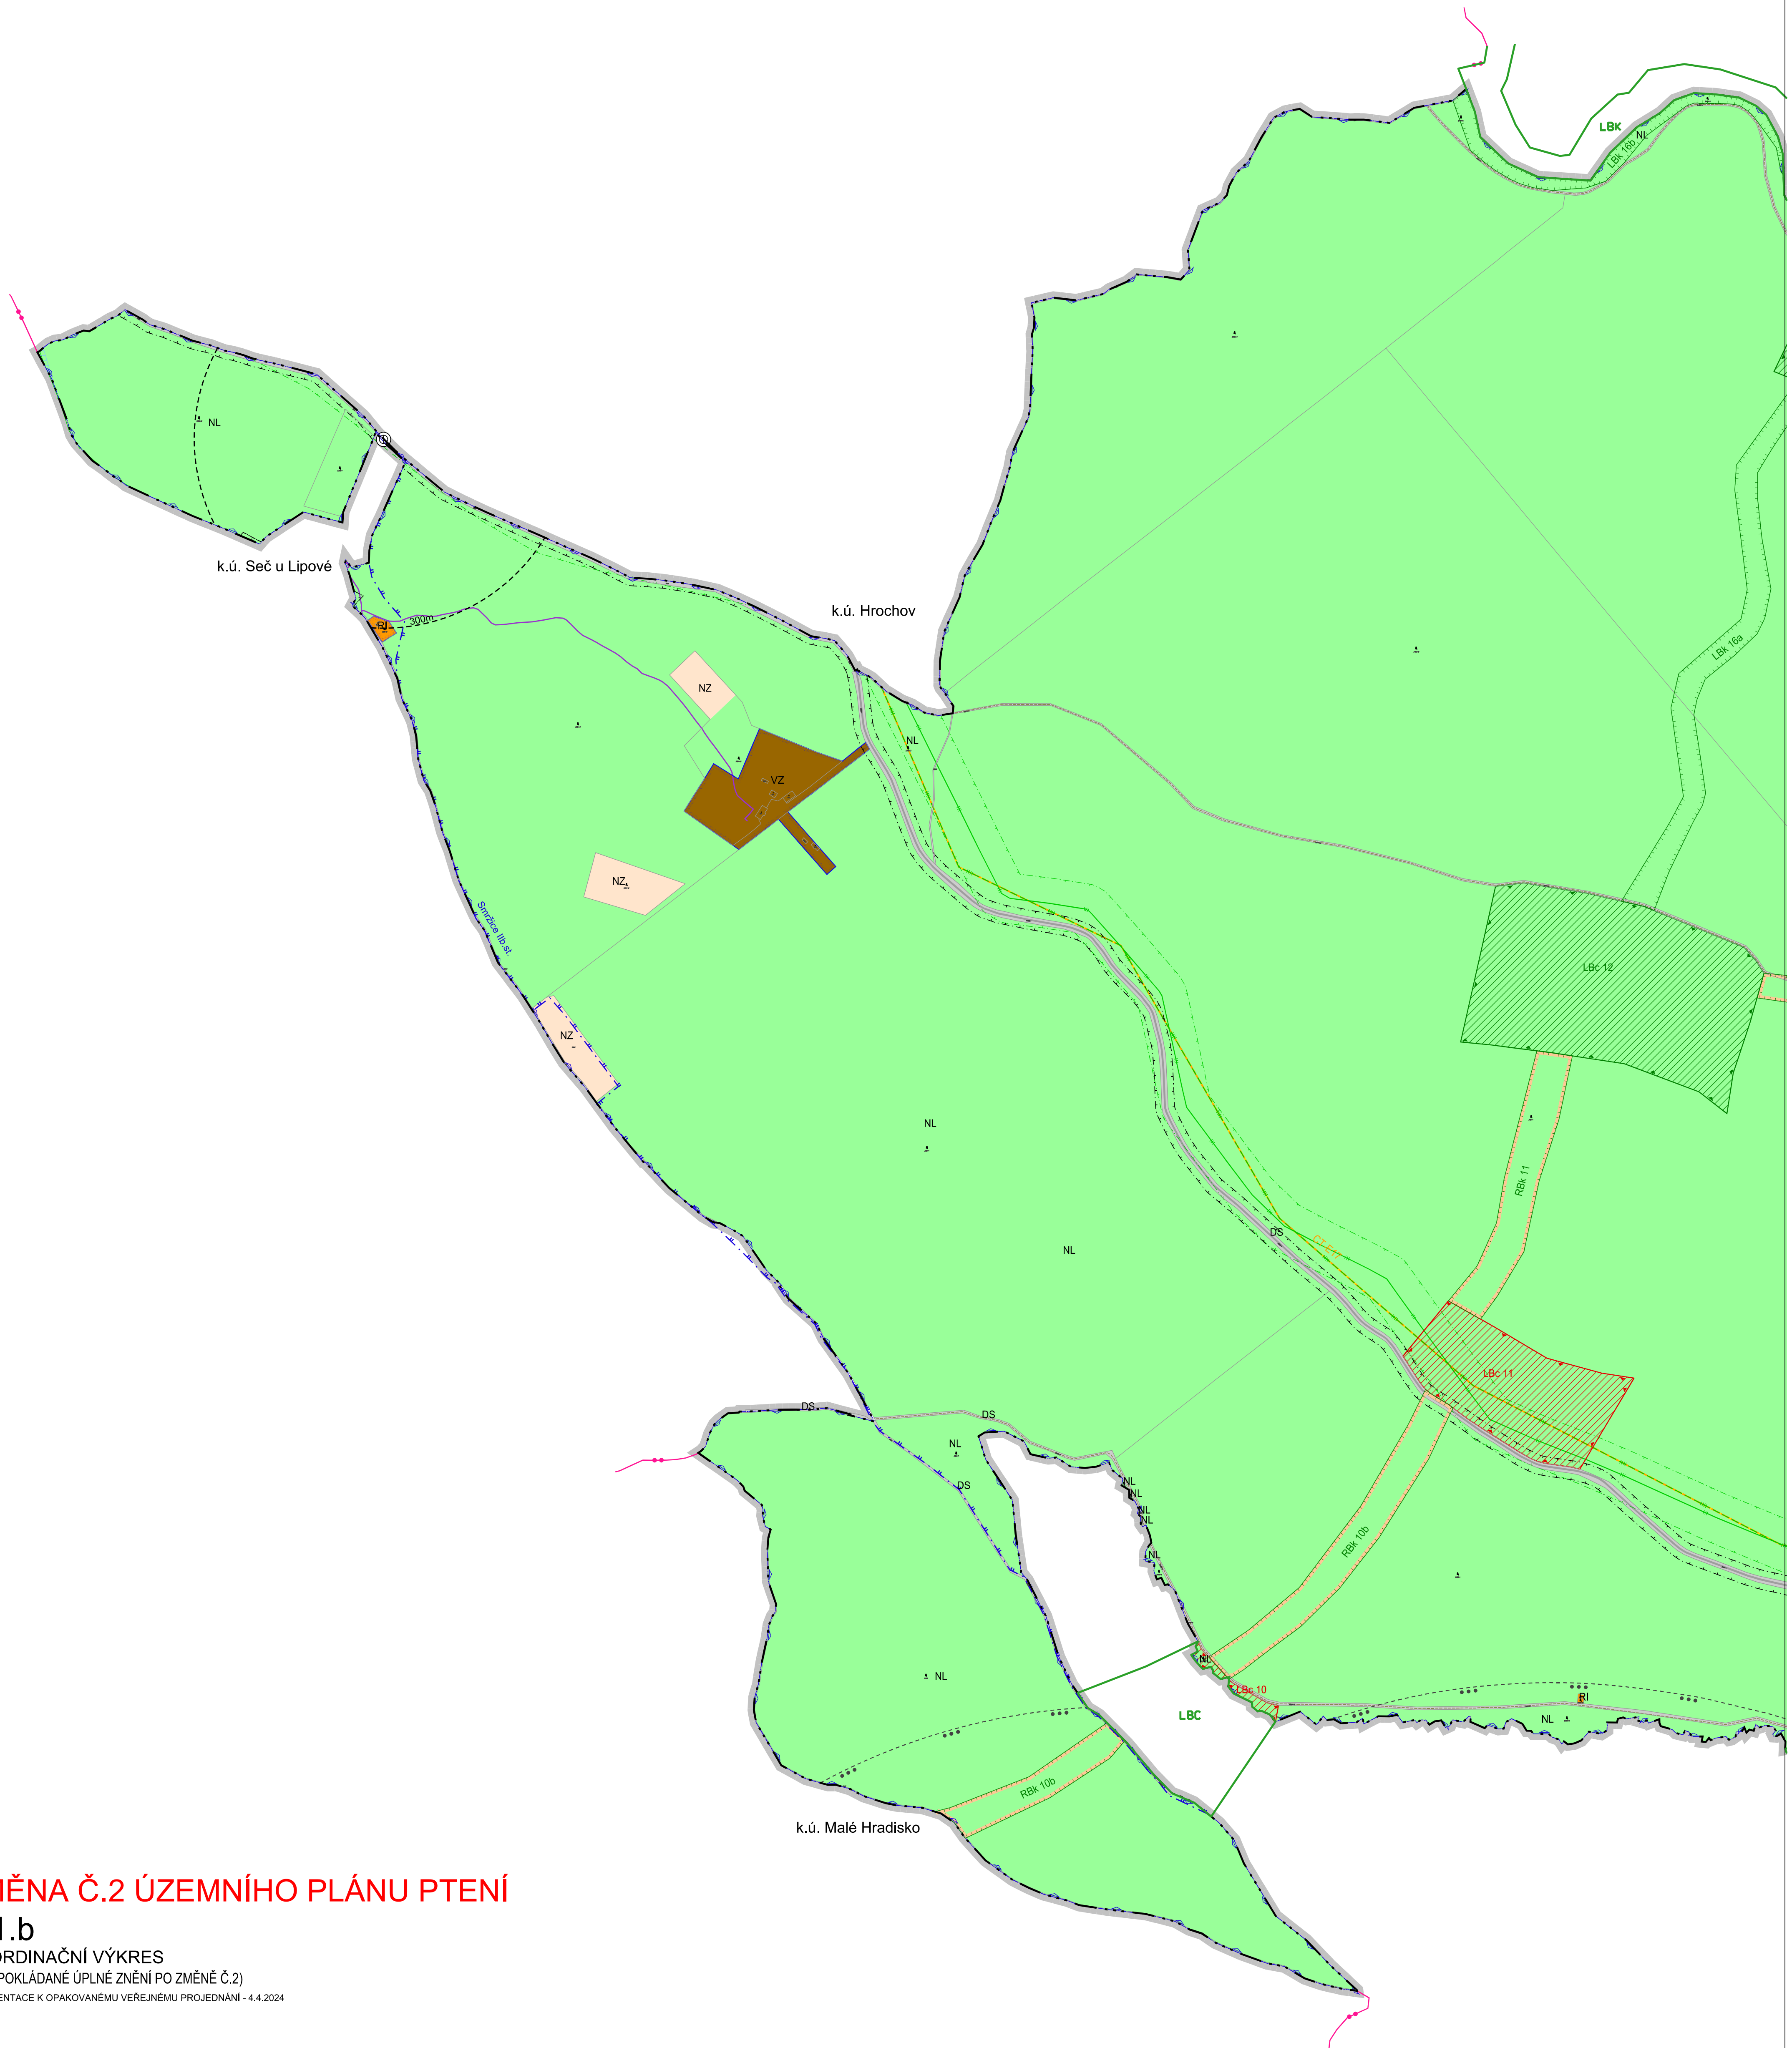 LBK
NL
LBk 16b
NL
k.ú. Seč u Lipové
k.ú. Hrochov
300m
RI
LBk 16a
NZ
NL
VZ
NZ
Smržice IIb.st.
LBc 12
NZ
NL
RBk 11
DS
NL
LBc 11
DS
DS
NL
DS
NL
NL
NL
NL
NL
RBk 10b
NL
NL
LBc 10
RI
LBC
NL
RBk 10b
k.ú. Malé Hradisko
MĚNA Č.2 ÚZEMNÍHO PLÁNU PTENÍ
I.b
ORDINAČNÍ VÝKRES
POKLÁDANÉ ÚPLNÉ ZNĚNÍ PO ZMĚNĚ Č.2)
ENTACE K OPAKOVANÉMU VEŘEJNÉMU PROJEDNÁNÍ - 4.4.2024